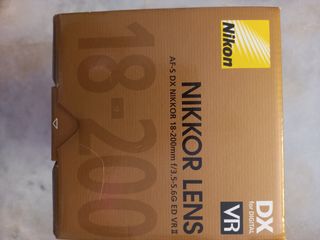 Nikon
NIKKOR LENS
AF-S DX NIKKOR 18-200mm f/3.5-5.6G ED VR II
18-200
DX
for DIGITAL
VR